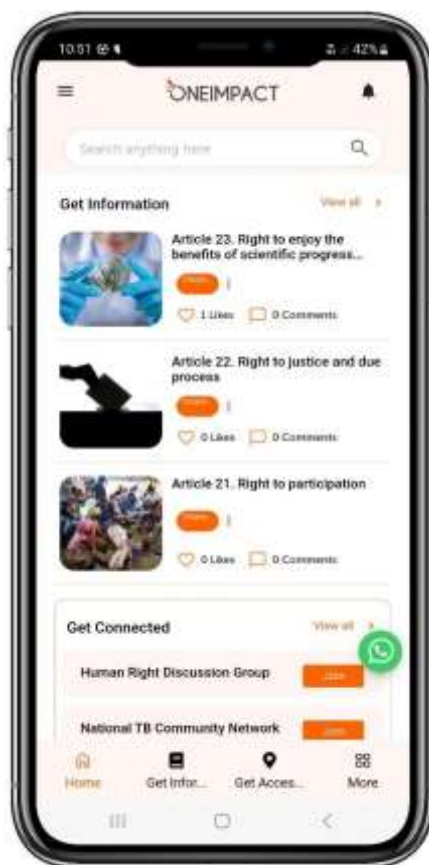 10:51
42%
ONEIMPACT
Search anything here
Get Information
View all >
Article 23. Right to enjoy the
benefits of scientific progress...
1 Likes
0 Comments
Article 22. Right to justice and due
process
0 Likes
0 Comments
Article 21. Right to participation
0 Likes
0 Comments
Get Connected
View all >
Human Right Discussion Group
Join
National TB Community Network
Join
Home
Get Infor...
Get Acces...
More